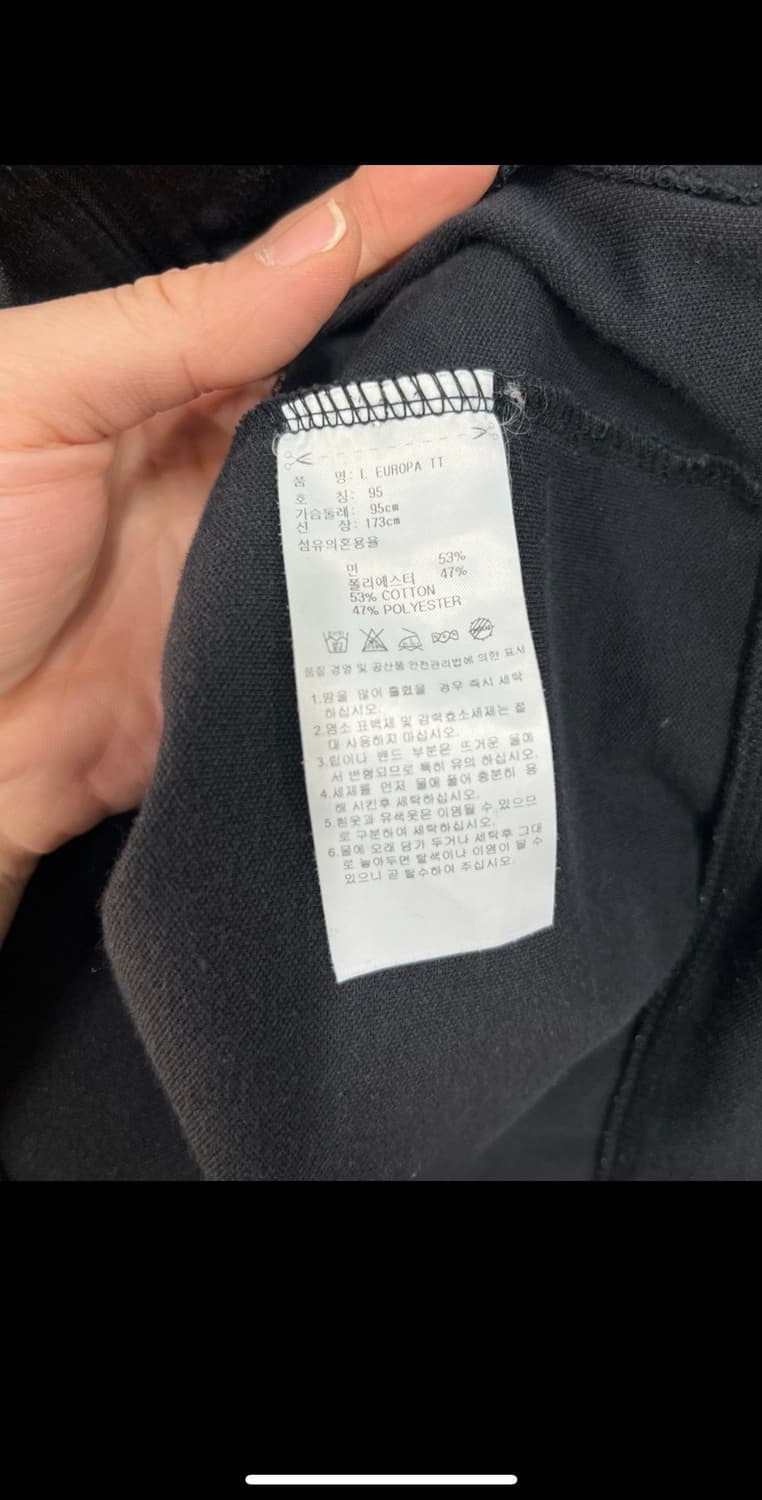 품 명: L EUROPA TT
호 칭: 95
가슴둘레: 95cm
신 장: 173cm
섬유의혼용율
면 53%
폴리에스터 47%
53% COTTON
47% POLYESTER
품질 경영 및 공산품 안전관리법에 의한 표시
1.땀을 많이 흘렸을 경우 즉시 세탁
하십시오.
2.염소 표백제 및 강력효소세제는 절
대 사용하지 마십시오.
3.립이나 밴드 부분은 뜨거운 물에
서 변형되므로 특히 유의 하십시오.
4.세제를 먼저 물에 풀어 충분히 용
해 시킨후 세탁하십시오.
5.흰옷과 유색옷은 이염될 수 있으므
로 구분하여 세탁하십시오.
6.물에 오래 담가 두거나 세탁후 그대
로 놓아두면 탈색이나 이염이 될 수
있으니 곧 탈수하여 주십시오.